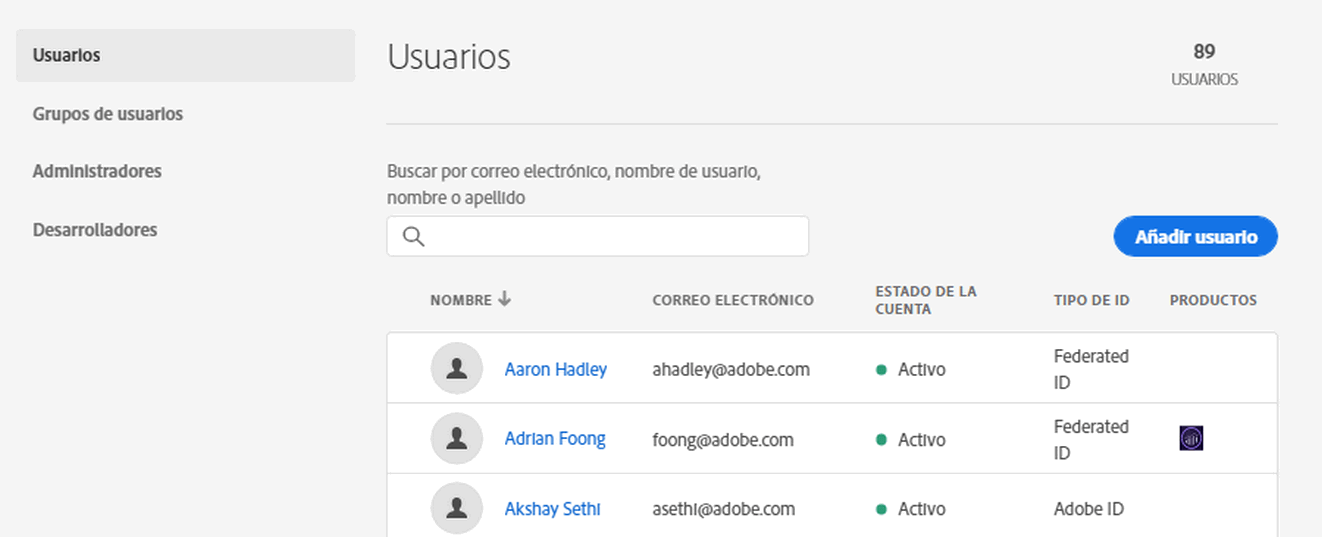 Usuarios
Grupos de usuarios
Administradores
Desarrolladores
Usuarios
89
USUARIOS
Buscar por correo electrónico, nombre de usuario,
nombre o apellido
Añadir usuario
NOMBRE
CORREO ELECTRÓNICO
ESTADO DE LA
CUENTA
TIPO DE ID
PRODUCTOS
Aaron Hadley
ahadley@adobe.com
Activo
Federated
ID
Adrian Foong
foong@adobe.com
Activo
Federated
ID
Akshay Sethi
asethi@adobe.com
Activo
Adobe ID